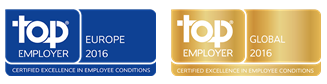 top
EMPLOYER
EUROPE
2016
CERTIFIED EXCELLENCE IN EMPLOYEE CONDITIONS
top
EMPLOYER
GLOBAL
2016
CERTIFIED EXCELLENCE IN EMPLOYEE CONDITIONS